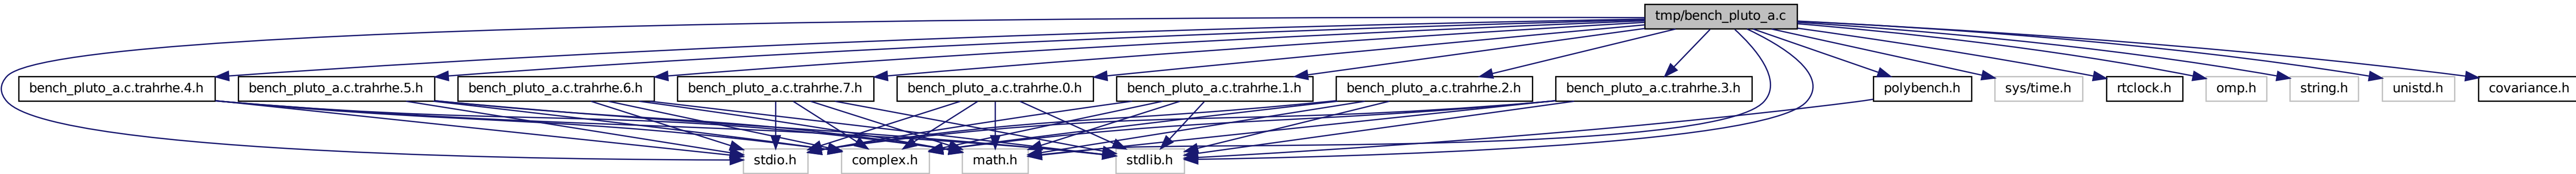 tmp/bench_pluto_a.c
bench_pluto_a.c.trahrhe.4.h
bench_pluto_a.c.trahrhe.5.h
bench_pluto_a.c.trahrhe.6.h
bench_pluto_a.c.trahrhe.7.h
bench_pluto_a.c.trahrhe.0.h
bench_pluto_a.c.trahrhe.1.h
bench_pluto_a.c.trahrhe.2.h
bench_pluto_a.c.trahrhe.3.h
polybench.h
sys/time.h
rtclock.h
omp.h
string.h
unistd.h
covariance.h
stdio.h
complex.h
math.h
stdlib.h